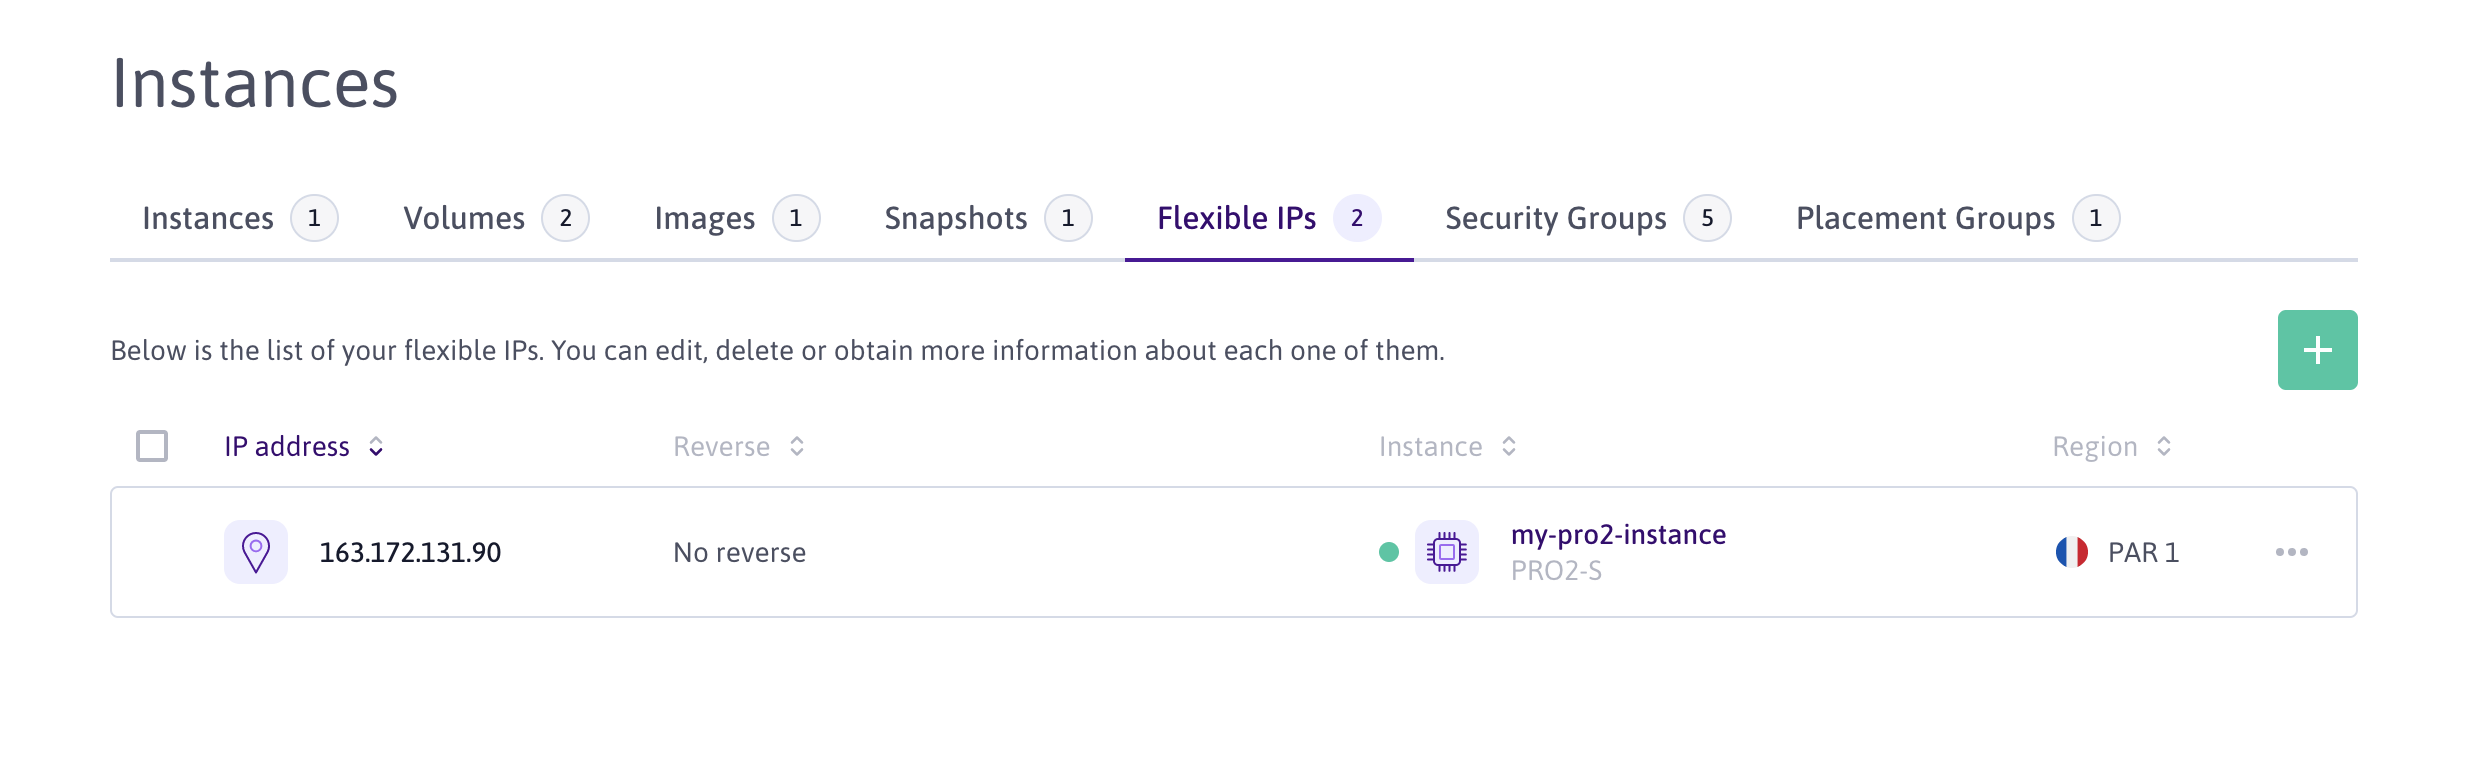 Instances
Instances 1 Volumes 2 Images 1 Snapshots 1 Flexible IPs 2 Security Groups 5 Placement Groups 1
Below is the list of your flexible IPs. You can edit, delete or obtain more information about each one of them.
IP address Reverse Instance Region
163.172.131.90 No reverse my-pro2-instance PAR 1
PRO2-S